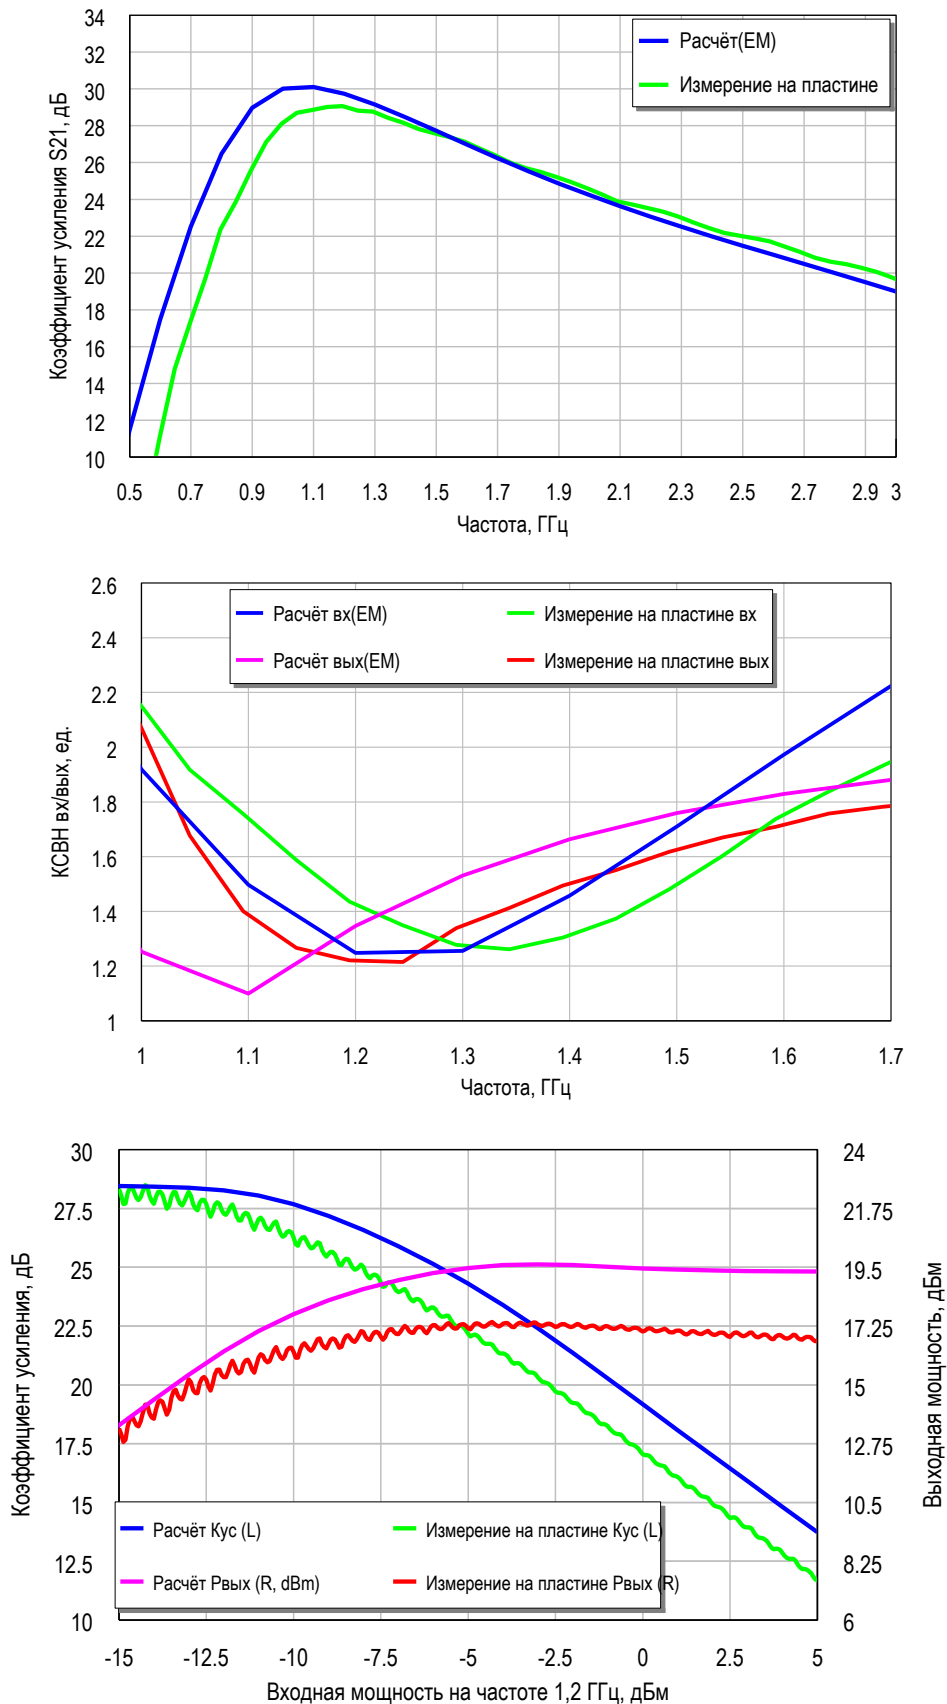 34
32
30
28
26
24
22
20
18
16
14
12
10
Коэффициент усиления S21, дБ
Расчёт(EM)
Измерение на пластине
0.5 0.7 0.9 1.1 1.3 1.5 1.7 1.9 2.1 2.3 2.5 2.7 2.9 3
Частота, ГГц
2.6
2.4
2.2
2
1.8
1.6
1.4
1.2
1
КСВН вх/вых, ед.
Расчёт вх(EM) Измерение на пластине вх
Расчёт вых(EM) Измерение на пластине вых
1 1.1 1.2 1.3 1.4 1.5 1.6 1.7
Частота, ГГц
30
27.5
25
22.5
20
17.5
15
12.5
10
Коэффициент усиления, дБ
24
21.75
19.5
17.25
15
12.75
10.5
8.25
6
Выходная мощность, дБм
Расчёт Кус (L) Измерение на пластине Кус (L)
Расчёт Рвых (R, dBm) Измерение на пластине Рвых (R)
-15 -12.5 -10 -7.5 -5 -2.5 0 2.5 5
Входная мощность на частоте 1,2 ГГц, дБм